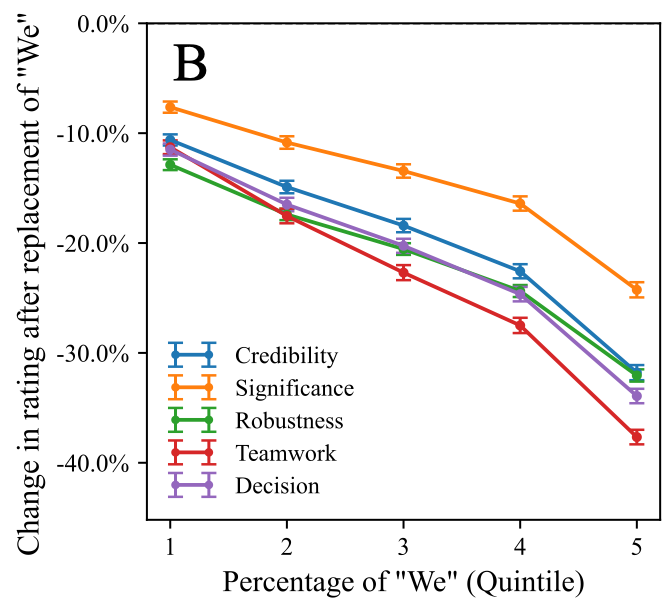 B
Change in rating after replacement of "We"
0.0%
-10.0%
-20.0%
-30.0%
-40.0%
Credibility
Significance
Robustness
Teamwork
Decision
1 2 3 4 5
Percentage of "We" (Quintile)